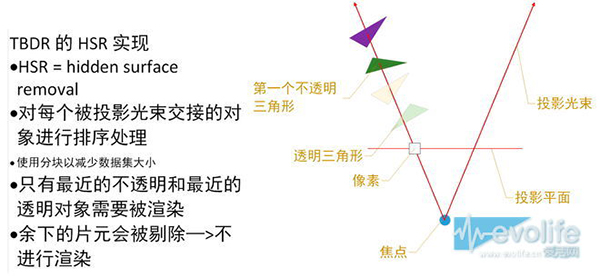 TBDR 的 HSR 实现
●HSR = hidden surface
removal
●对每个被投影光束交接的对
象进行排序处理
●使用分块以减少数据集大小
●只有最近的不透明和最近的
透明对象需要被渲染
●余下的片元会被剔除—>不
进行渲染
第一个不透明
三角形
投影光束
透明三角形
像素
投影平面
焦点
evolife
爱活网